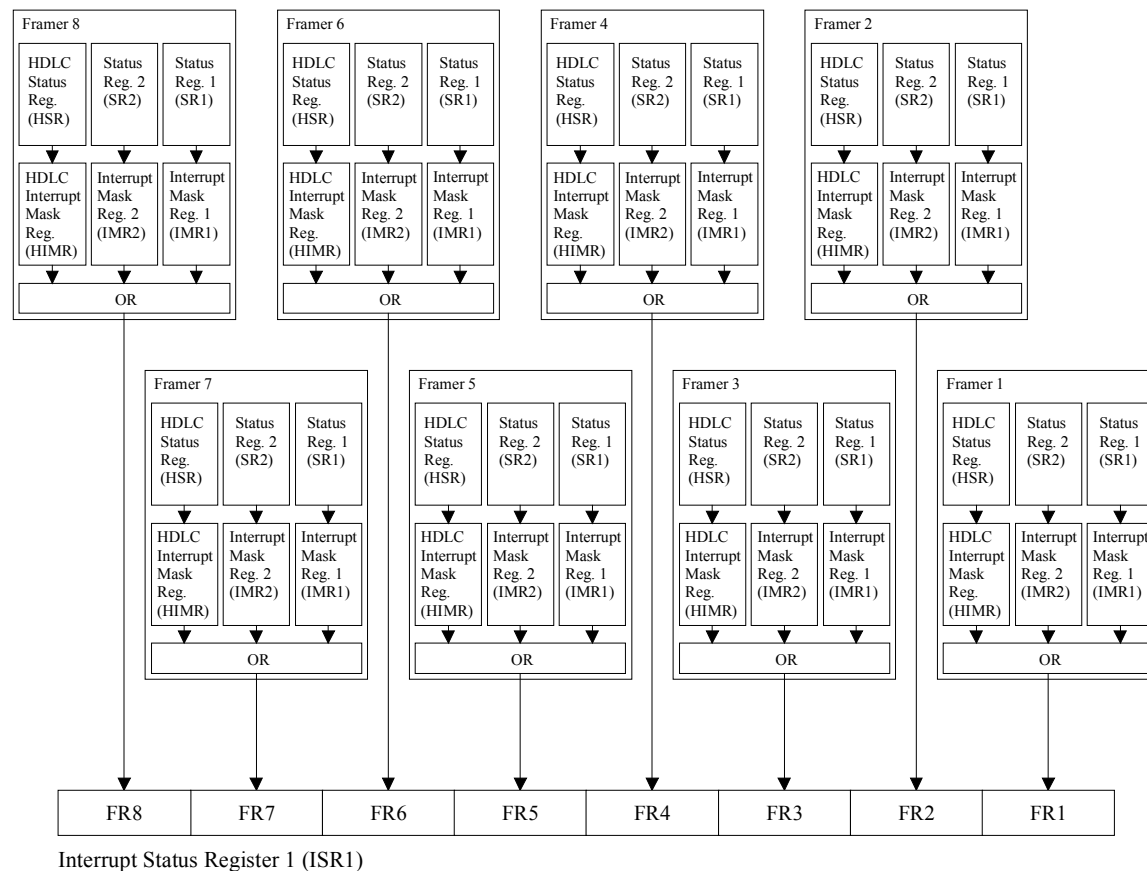 Framer 8
HDLC
Status
Reg.
(HSR)
Status
Reg. 2
(SR2)
Status
Reg. 1
(SR1)
HDLC
Interrupt
Mask
Reg.
(HIMR)
Interrupt
Mask
Reg. 2
(IMR2)
Interrupt
Mask
Reg. 1
(IMR1)
OR
Framer 6
HDLC
Status
Reg.
(HSR)
Status
Reg. 2
(SR2)
Status
Reg. 1
(SR1)
HDLC
Interrupt
Mask
Reg.
(HIMR)
Interrupt
Mask
Reg. 2
(IMR2)
Interrupt
Mask
Reg. 1
(IMR1)
OR
Framer 4
HDLC
Status
Reg.
(HSR)
Status
Reg. 2
(SR2)
Status
Reg. 1
(SR1)
HDLC
Interrupt
Mask
Reg.
(HIMR)
Interrupt
Mask
Reg. 2
(IMR2)
Interrupt
Mask
Reg. 1
(IMR1)
OR
Framer 2
HDLC
Status
Reg.
(HSR)
Status
Reg. 2
(SR2)
Status
Reg. 1
(SR1)
HDLC
Interrupt
Mask
Reg.
(HIMR)
Interrupt
Mask
Reg. 2
(IMR2)
Interrupt
Mask
Reg. 1
(IMR1)
OR
Framer 7
HDLC
Status
Reg.
(HSR)
Status
Reg. 2
(SR2)
Status
Reg. 1
(SR1)
HDLC
Interrupt
Mask
Reg.
(HIMR)
Interrupt
Mask
Reg. 2
(IMR2)
Interrupt
Mask
Reg. 1
(IMR1)
OR
Framer 5
HDLC
Status
Reg.
(HSR)
Status
Reg. 2
(SR2)
Status
Reg. 1
(SR1)
HDLC
Interrupt
Mask
Reg.
(HIMR)
Interrupt
Mask
Reg. 2
(IMR2)
Interrupt
Mask
Reg. 1
(IMR1)
OR
Framer 3
HDLC
Status
Reg.
(HSR)
Status
Reg. 2
(SR2)
Status
Reg. 1
(SR1)
HDLC
Interrupt
Mask
Reg.
(HIMR)
Interrupt
Mask
Reg. 2
(IMR2)
Interrupt
Mask
Reg. 1
(IMR1)
OR
Framer 1
HDLC
Status
Reg.
(HSR)
Status
Reg. 2
(SR2)
Status
Reg. 1
(SR1)
HDLC
Interrupt
Mask
Reg.
(HIMR)
Interrupt
Mask
Reg. 2
(IMR2)
Interrupt
Mask
Reg. 1
(IMR1)
OR
FR8 FR7 FR6 FR5 FR4 FR3 FR2 FR1
Interrupt Status Register 1 (ISR1)